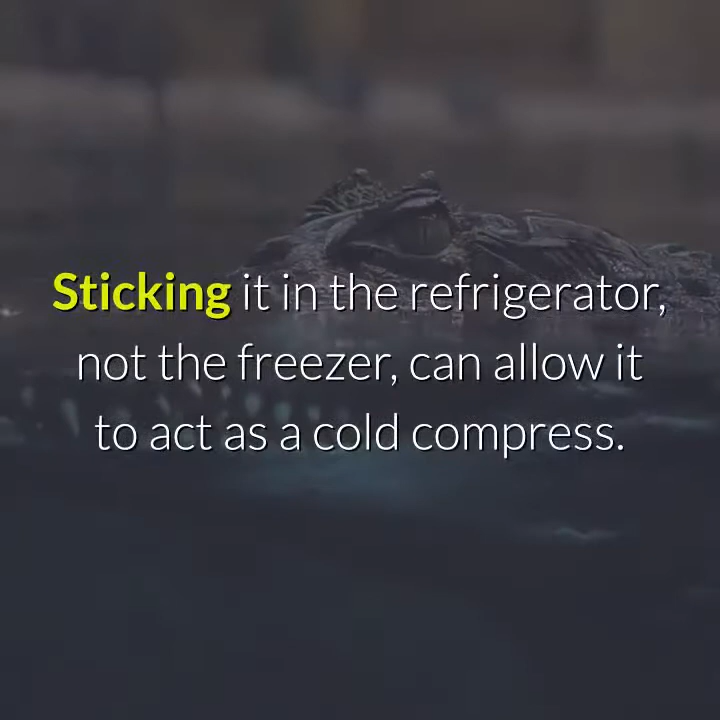 Sticking it in the refrigerator,
not the freezer, can allow it
to act as a cold compress.